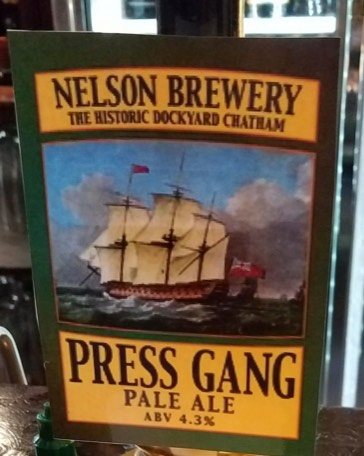 NELSON BREWERY
THE HISTORIC DOCKYARD CHATHAM
PRESS GANG
PALE ALE
ABV 4.3%